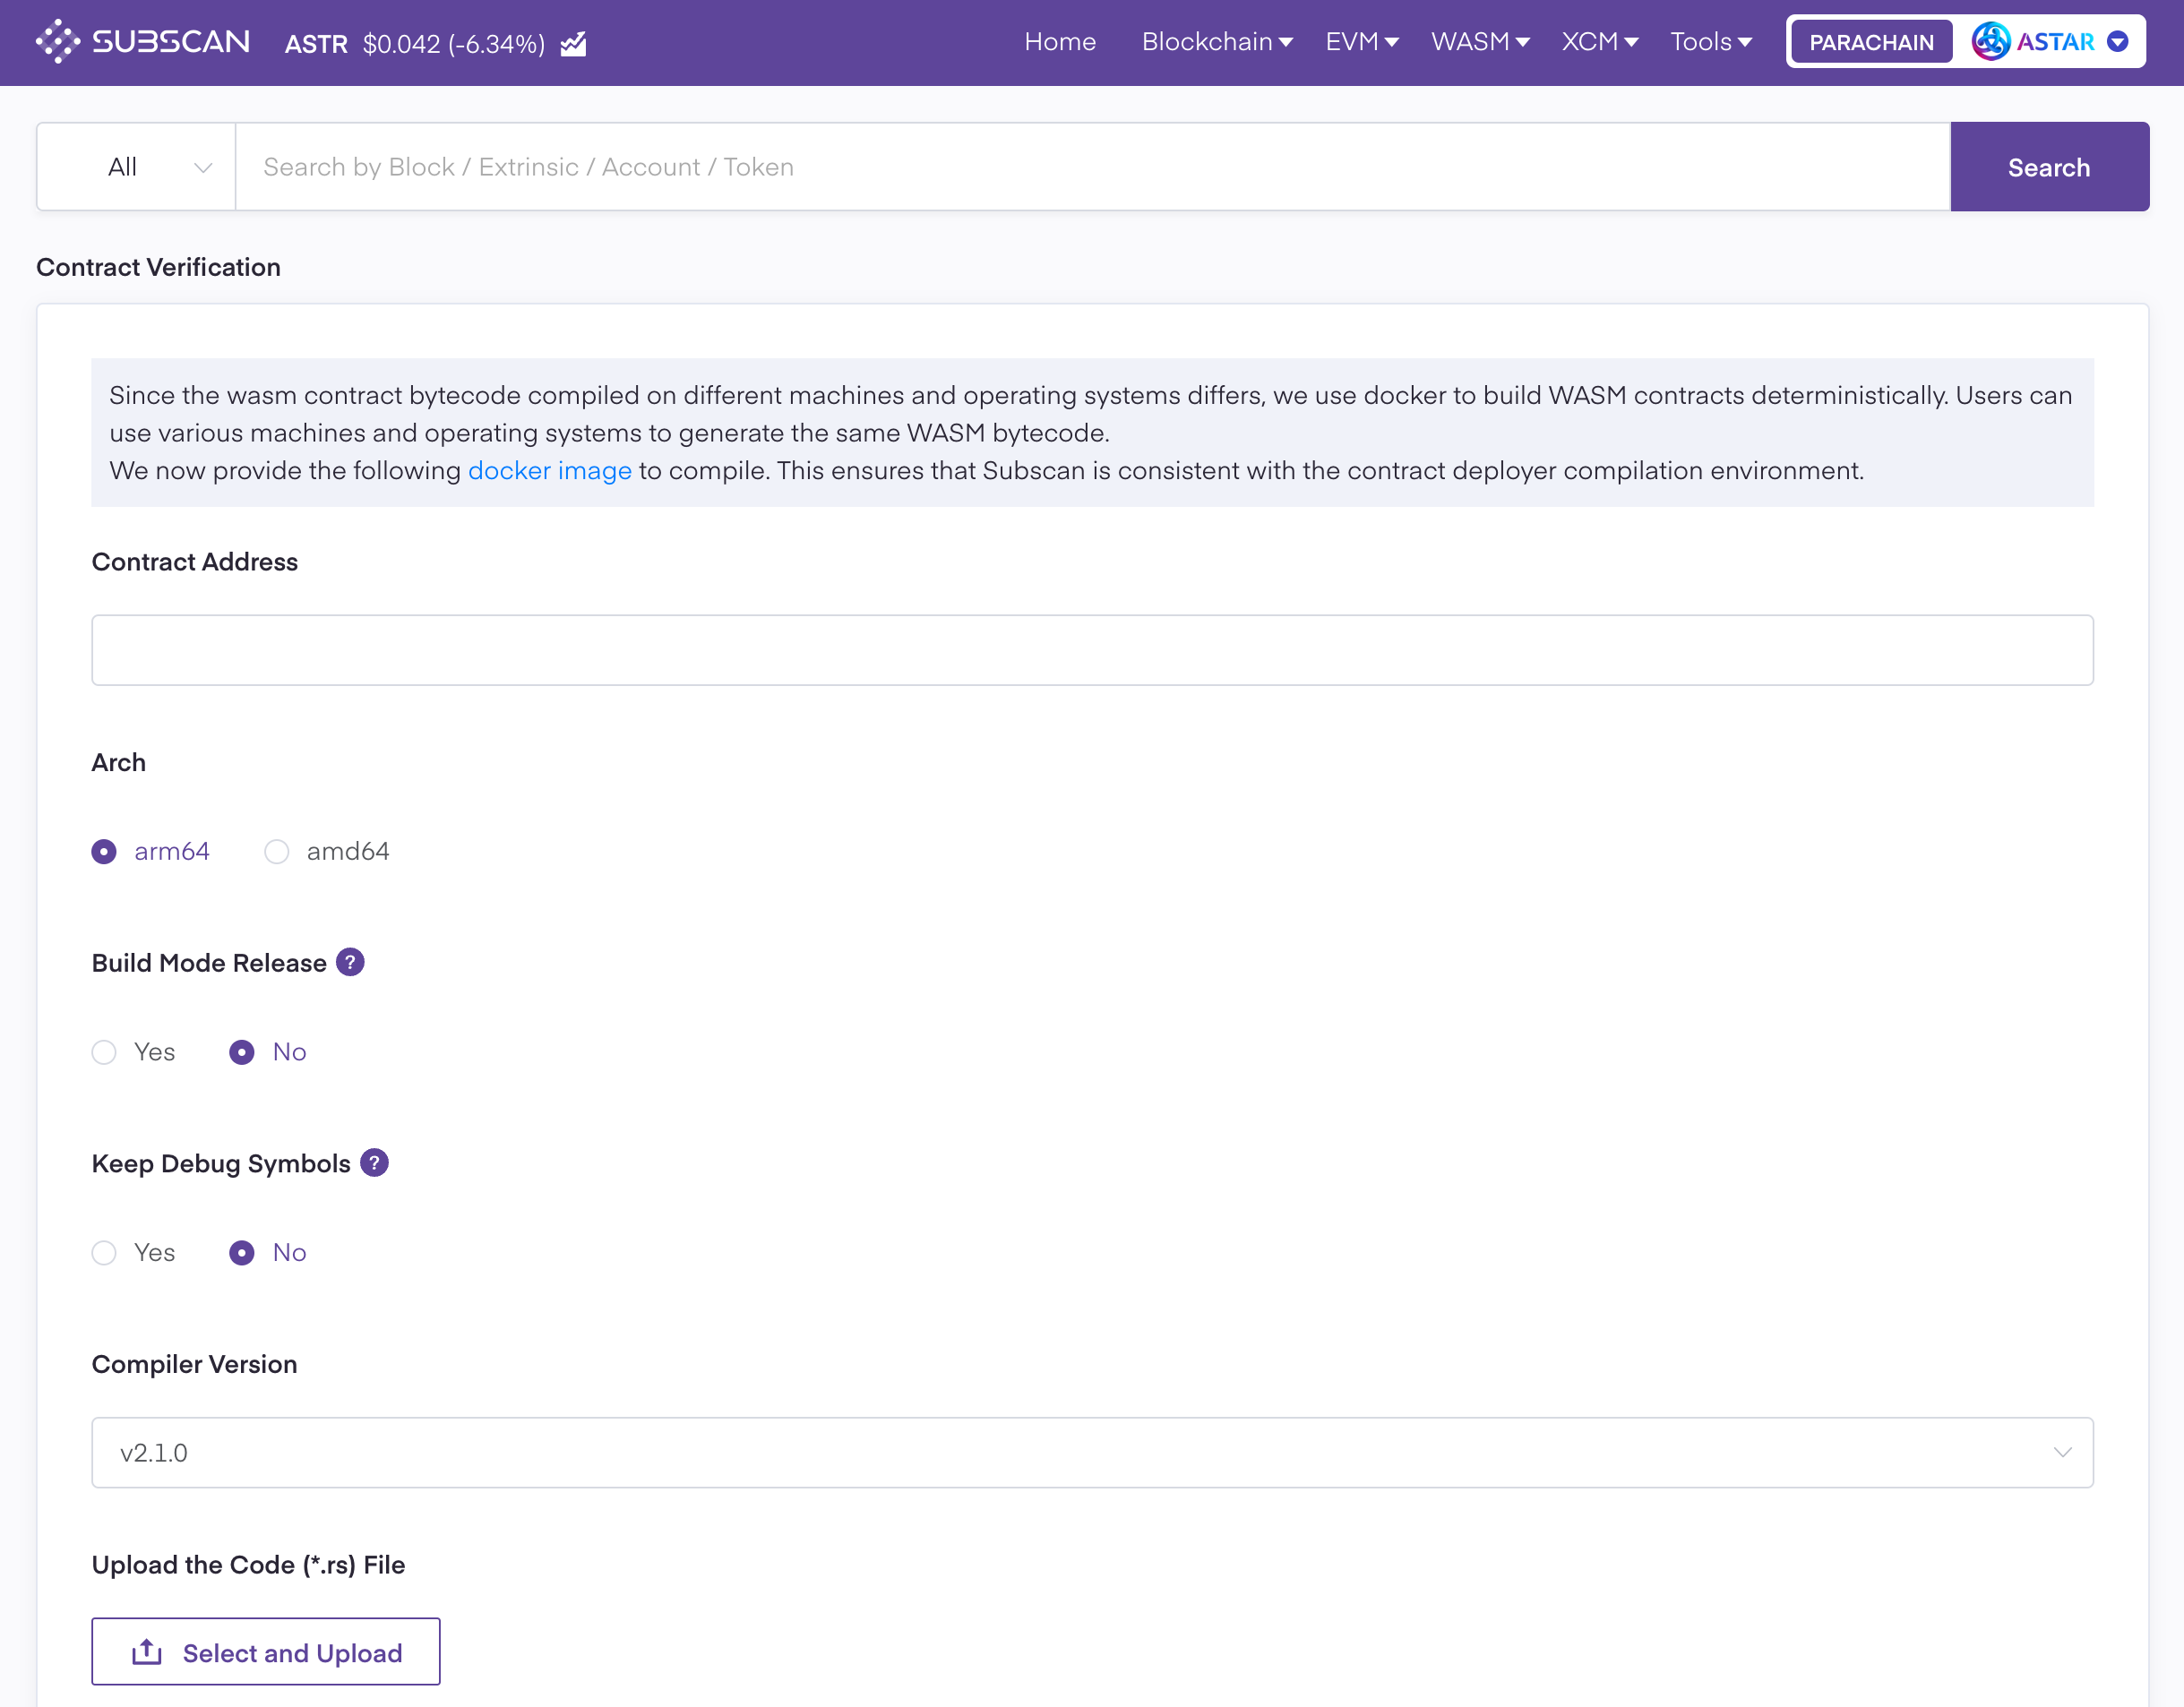 SUBSCAN ASTR $0.042 (-6.34%) Home Blockchain EVM WASM XCM Tools PARACHAIN ASTAR
All Search by Block / Extrinsic / Account / Token Search
Contract Verification
Since the wasm contract bytecode compiled on different machines and operating systems differs, we use docker to build WASM contracts deterministically. Users can
use various machines and operating systems to generate the same WASM bytecode.
We now provide the following docker image to compile. This ensures that Subscan is consistent with the contract deployer compilation environment.
Contract Address
Arch
arm64 amd64
Build Mode Release ?
Yes No
Keep Debug Symbols ?
Yes No
Compiler Version
v2.1.0
Upload the Code (*.rs) File
Select and Upload